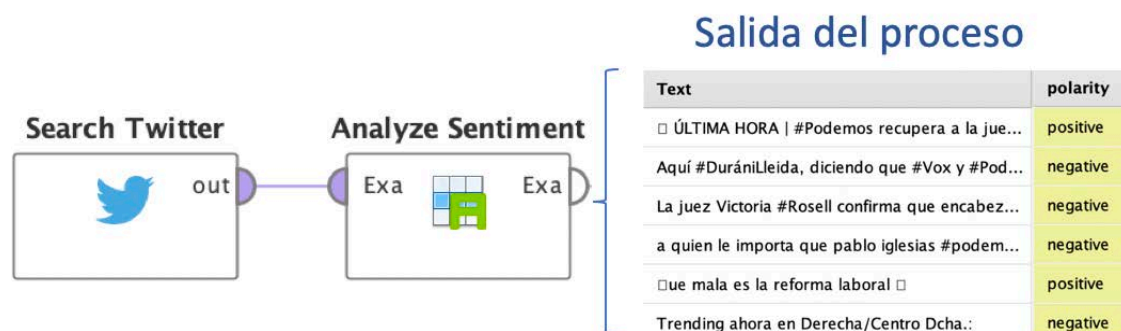 Salida del proceso
Search Twitter
out
Analyze Sentiment
Exa
Exa
Text polarity
□ ÚLTIMA HORA | #Podemos recupera a la jue... positive
Aquí #DurániLleida, diciendo que #Vox y #Pod... negative
La juez Victoria #Rosell confirma que encabez... negative
a quien le importa que pablo iglesias #podem... negative
□ue mala es la reforma laboral □ positive
Trending ahora en Derecha/Centro Dcha.: negative